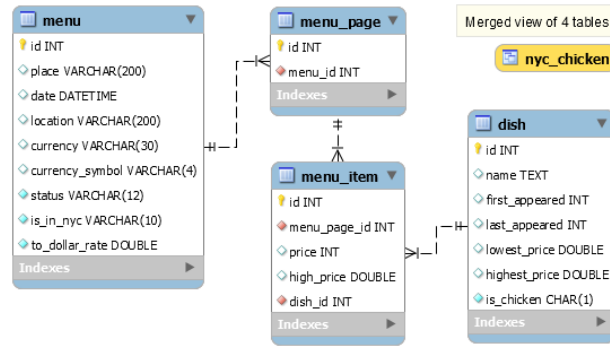 menu
id INT
place VARCHAR(200)
date DATETIME
location VARCHAR(200)
currency VARCHAR(30)
currency_symbol VARCHAR(4)
status VARCHAR(12)
is_in_nyc VARCHAR(10)
to_dollar_rate DOUBLE
Indexes
menu_page
id INT
menu_id INT
Indexes
menu_item
id INT
menu_page_id INT
price INT
high_price DOUBLE
dish_id INT
Indexes
Merged view of 4 tables
nyc_chicken
dish
id INT
name TEXT
first_appeared INT
last_appeared INT
lowest_price DOUBLE
highest_price DOUBLE
is_chicken CHAR(1)
Indexes